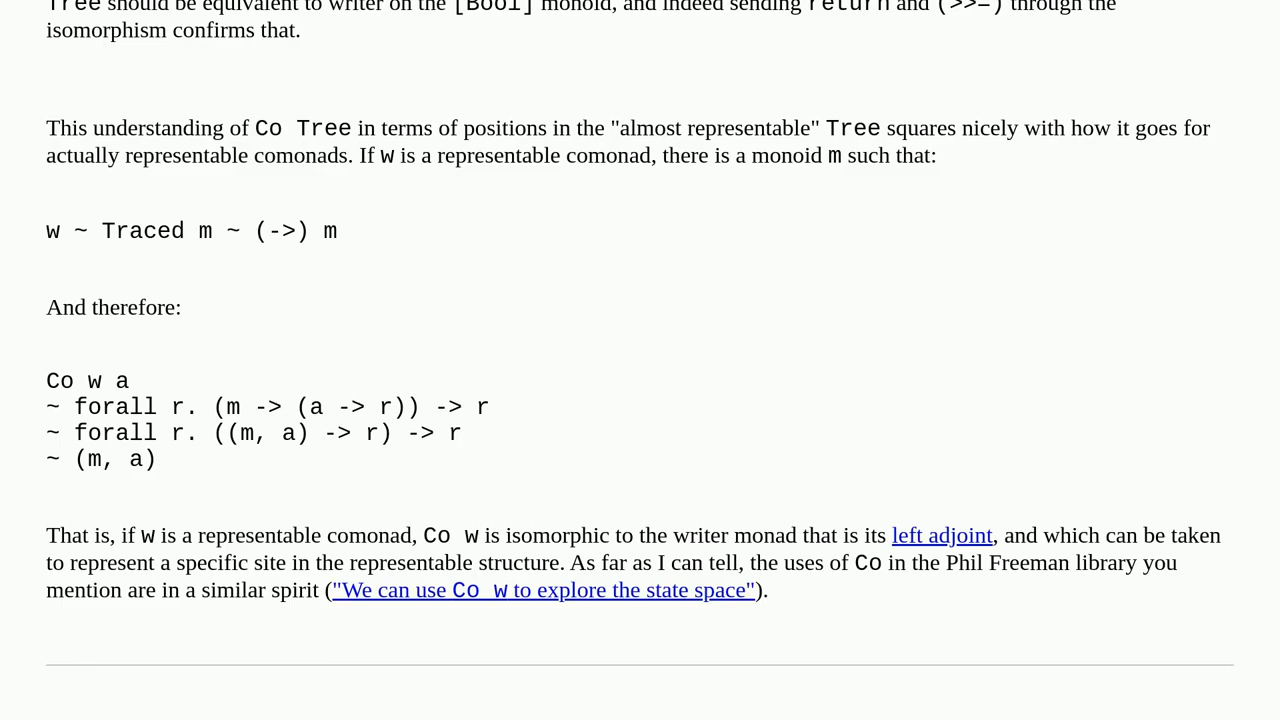 Tree should be equivalent to writer on the [Bool] monoid, and indeed sending return and (>>=) through the
isomorphism confirms that.
This understanding of Co Tree in terms of positions in the "almost representable" Tree squares nicely with how it goes for
actually representable comonads. If w is a representable comonad, there is a monoid m such that:
w ~ Traced m ~ (->) m
And therefore:
Co w a
~ forall r. (m -> (a -> r)) -> r
~ forall r. ((m, a) -> r) -> r
~ (m, a)
That is, if w is a representable comonad, Co w is isomorphic to the writer monad that is its left adjoint, and which can be taken
to represent a specific site in the representable structure. As far as I can tell, the uses of Co in the Phil Freeman library you
mention are in a similar spirit ("We can use Co w to explore the state space").